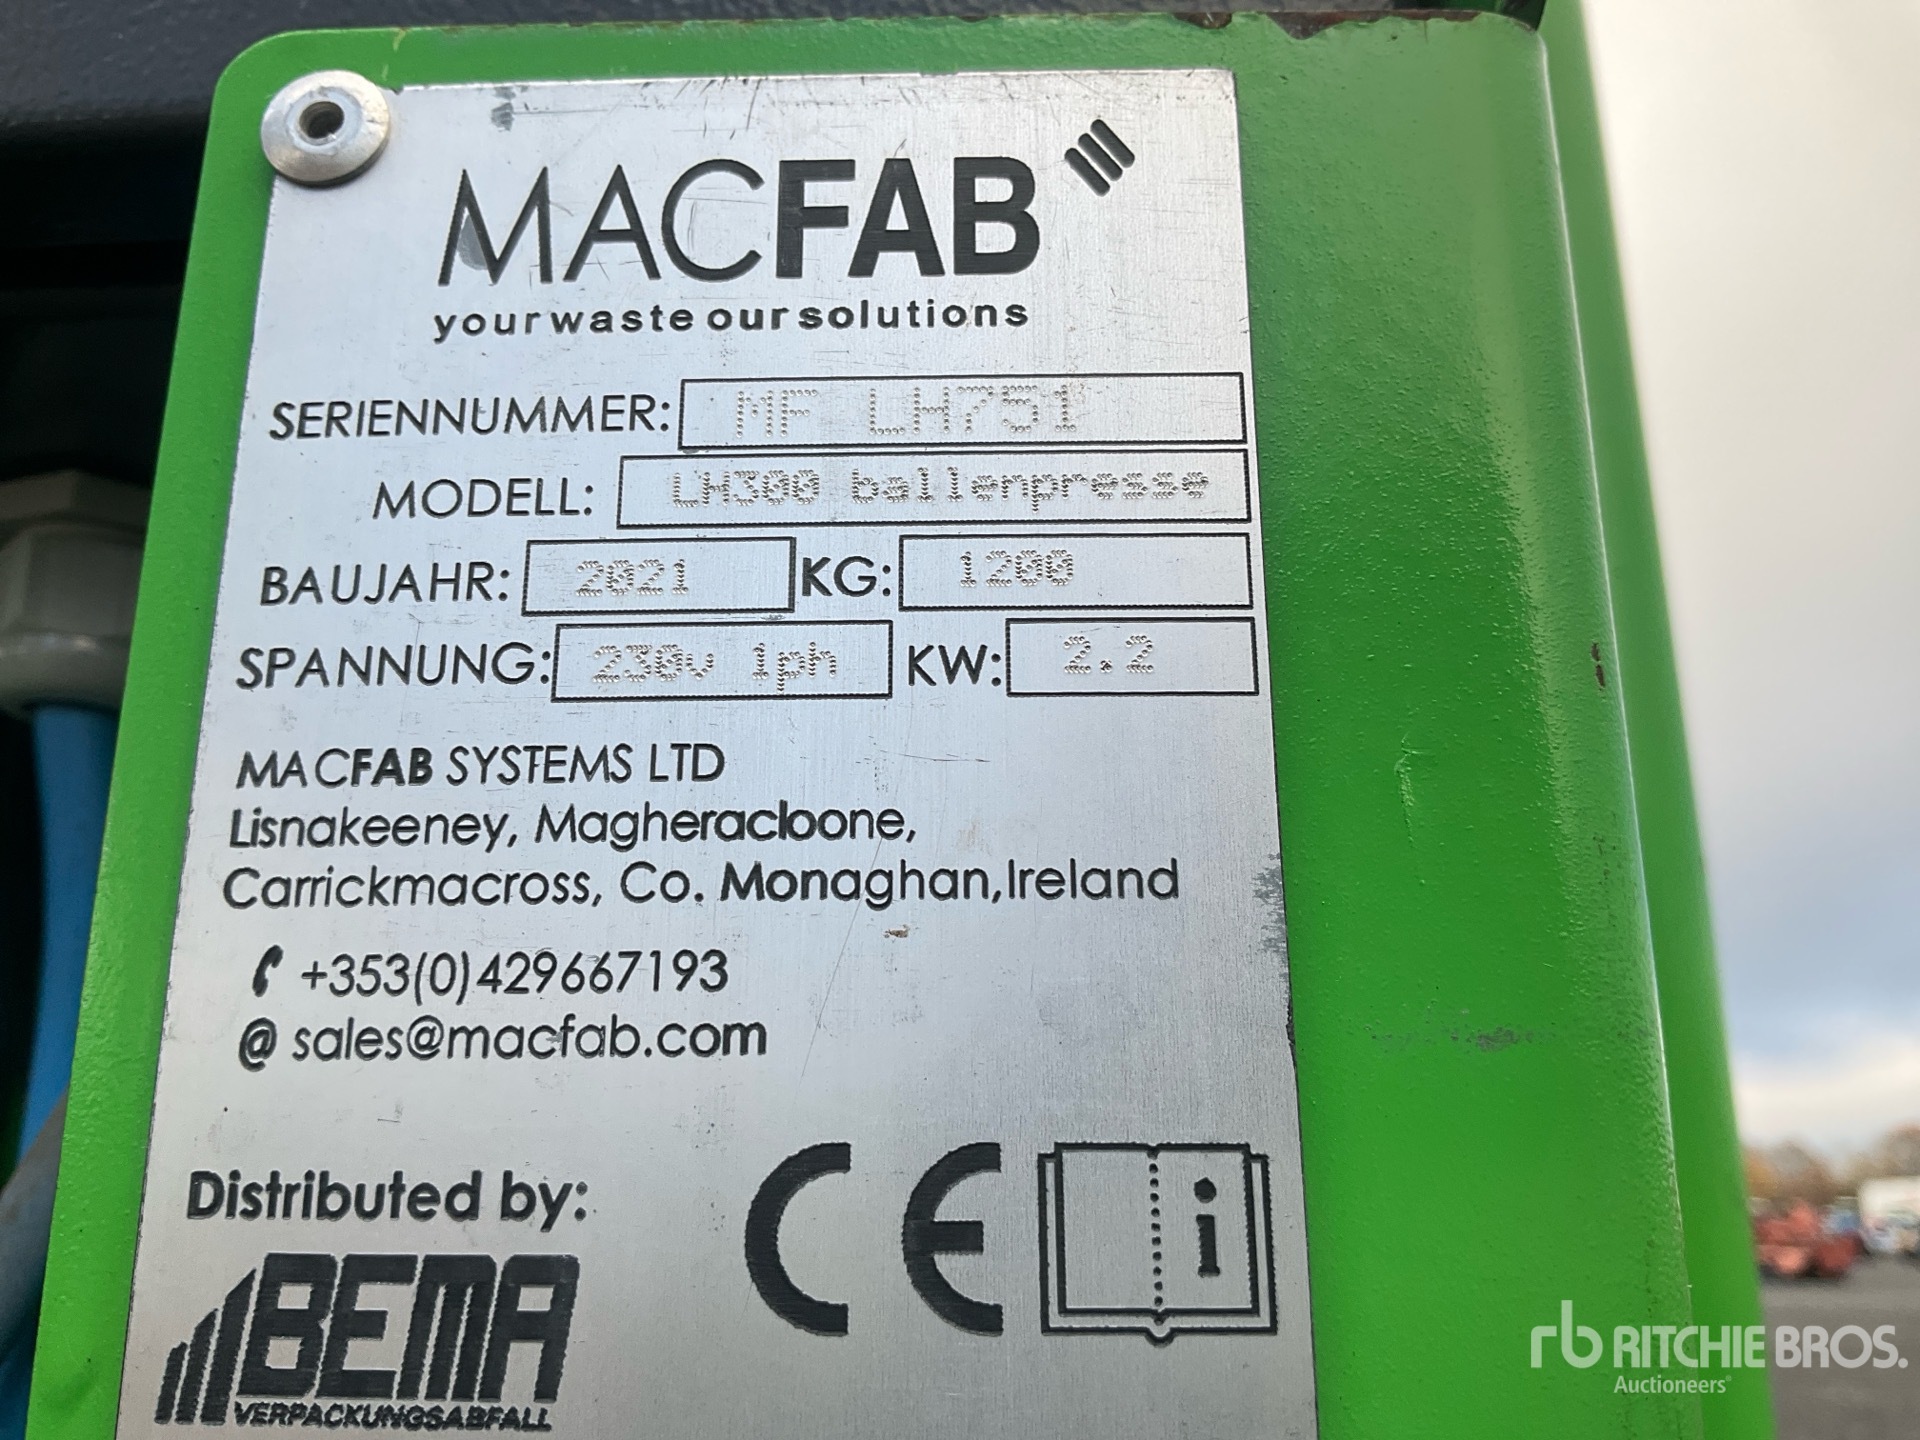 MACFAB
your waste our solutions
SERIENNUMMER: MF LH751
MODELL: LH300 ballenpresse
BAUJAHR: 2021 KG: 1200
SPANNUNG: 230v 1ph KW: 2.2
MACFAB SYSTEMS LTD
Lisnakeeney, Magheracloone,
Carrickmacross, Co. Monaghan,Ireland
+353(0)429667193
@ sales@macfab.com
Distributed by:
CE
i
BEMA
VERPACKUNGSABFALL
rb RITCHIE BROS.
Auctioneers